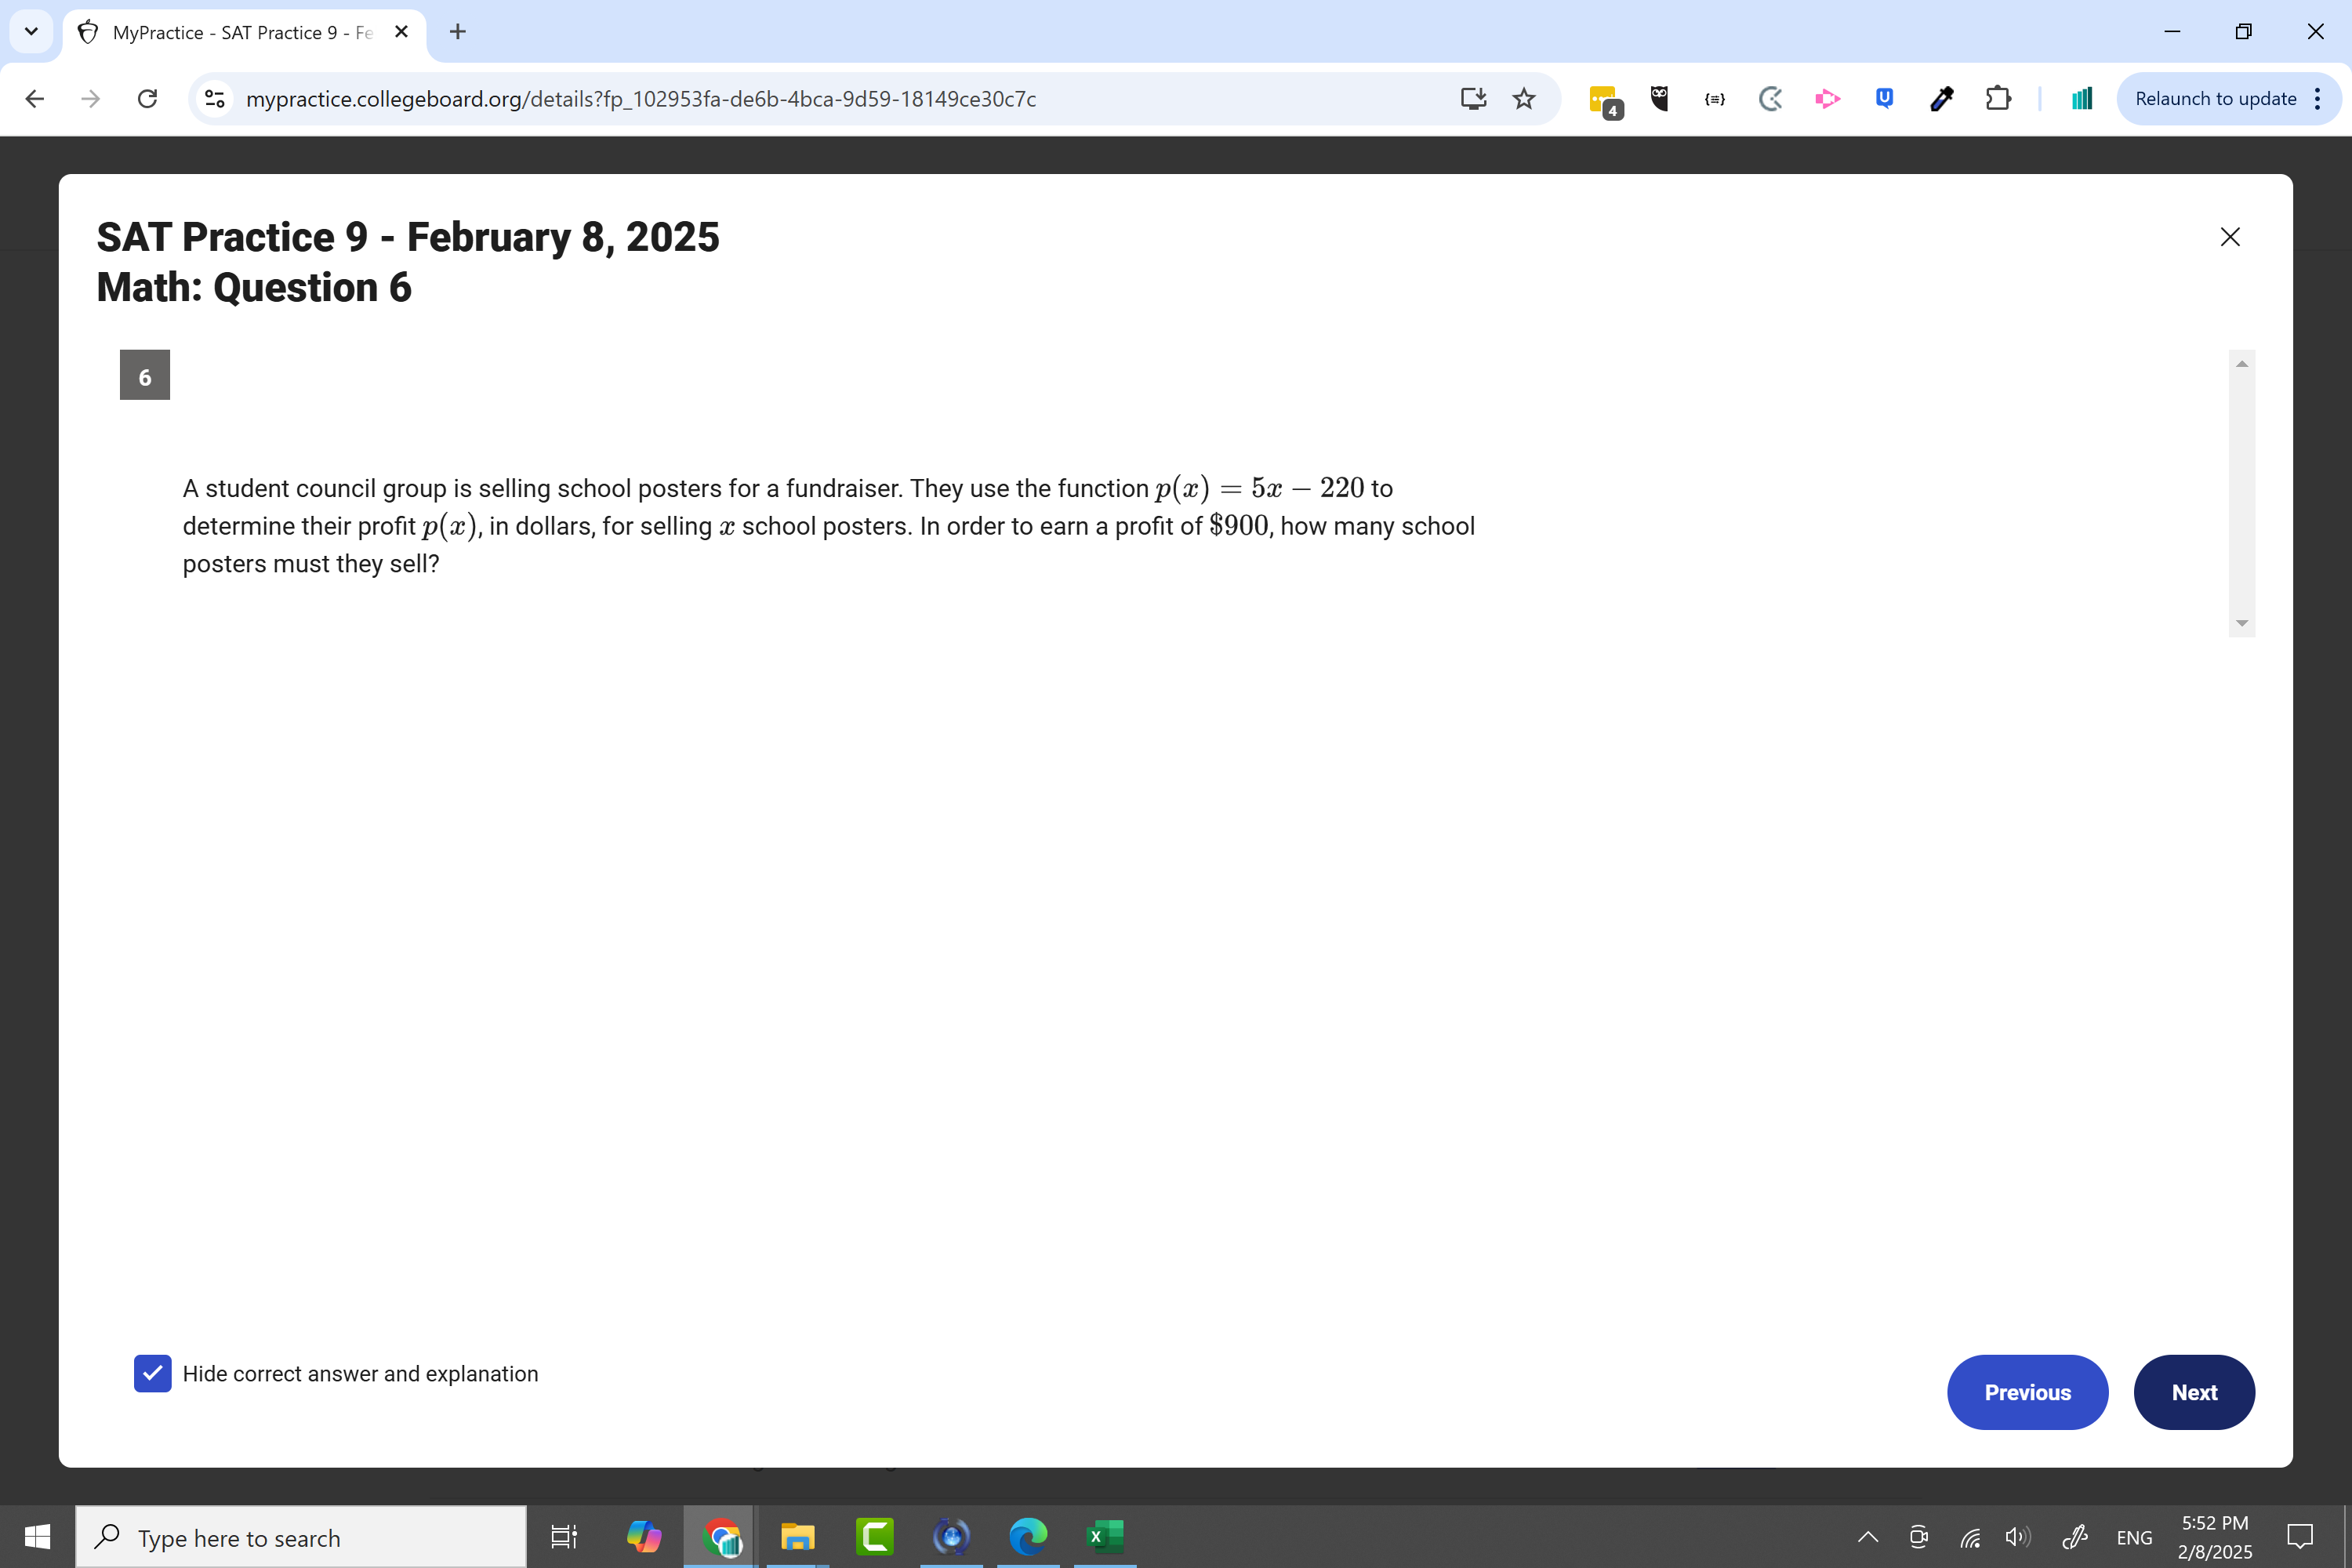 MyPractice - SAT Practice 9 - Fe
mypractice.collegeboard.org/details?fp_102953fa-de6b-4bca-9d59-18149ce30c7c
4
{≡}
U
Relaunch to update
SAT Practice 9 - February 8, 2025
Math: Question 6
6
A student council group is selling school posters for a fundraiser. They use the function p(x) = 5x − 220 to
determine their profit p(x), in dollars, for selling x school posters. In order to earn a profit of $900, how many school
posters must they sell?
Hide correct answer and explanation
Previous
Next
Type here to search
C
X
ENG
5:52 PM
2/8/2025